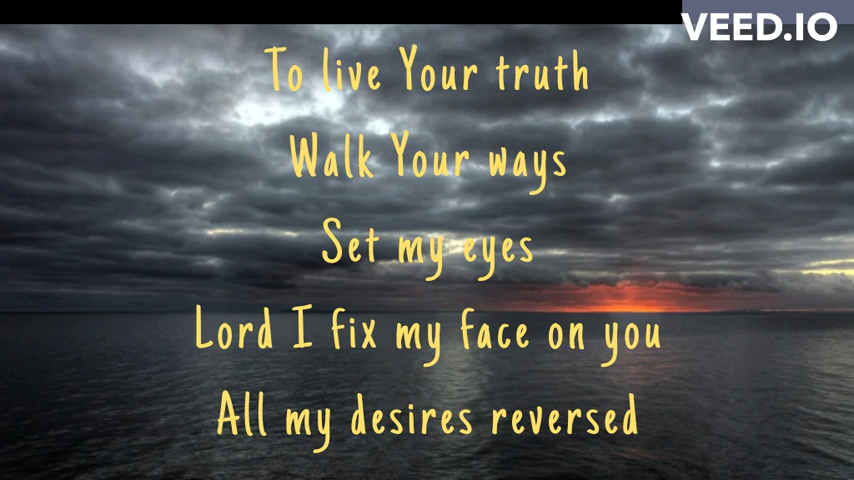 VEED.IO
To live Your truth
Walk Your ways
Set my eyes
Lord I fix my face on you
All my desires reversed